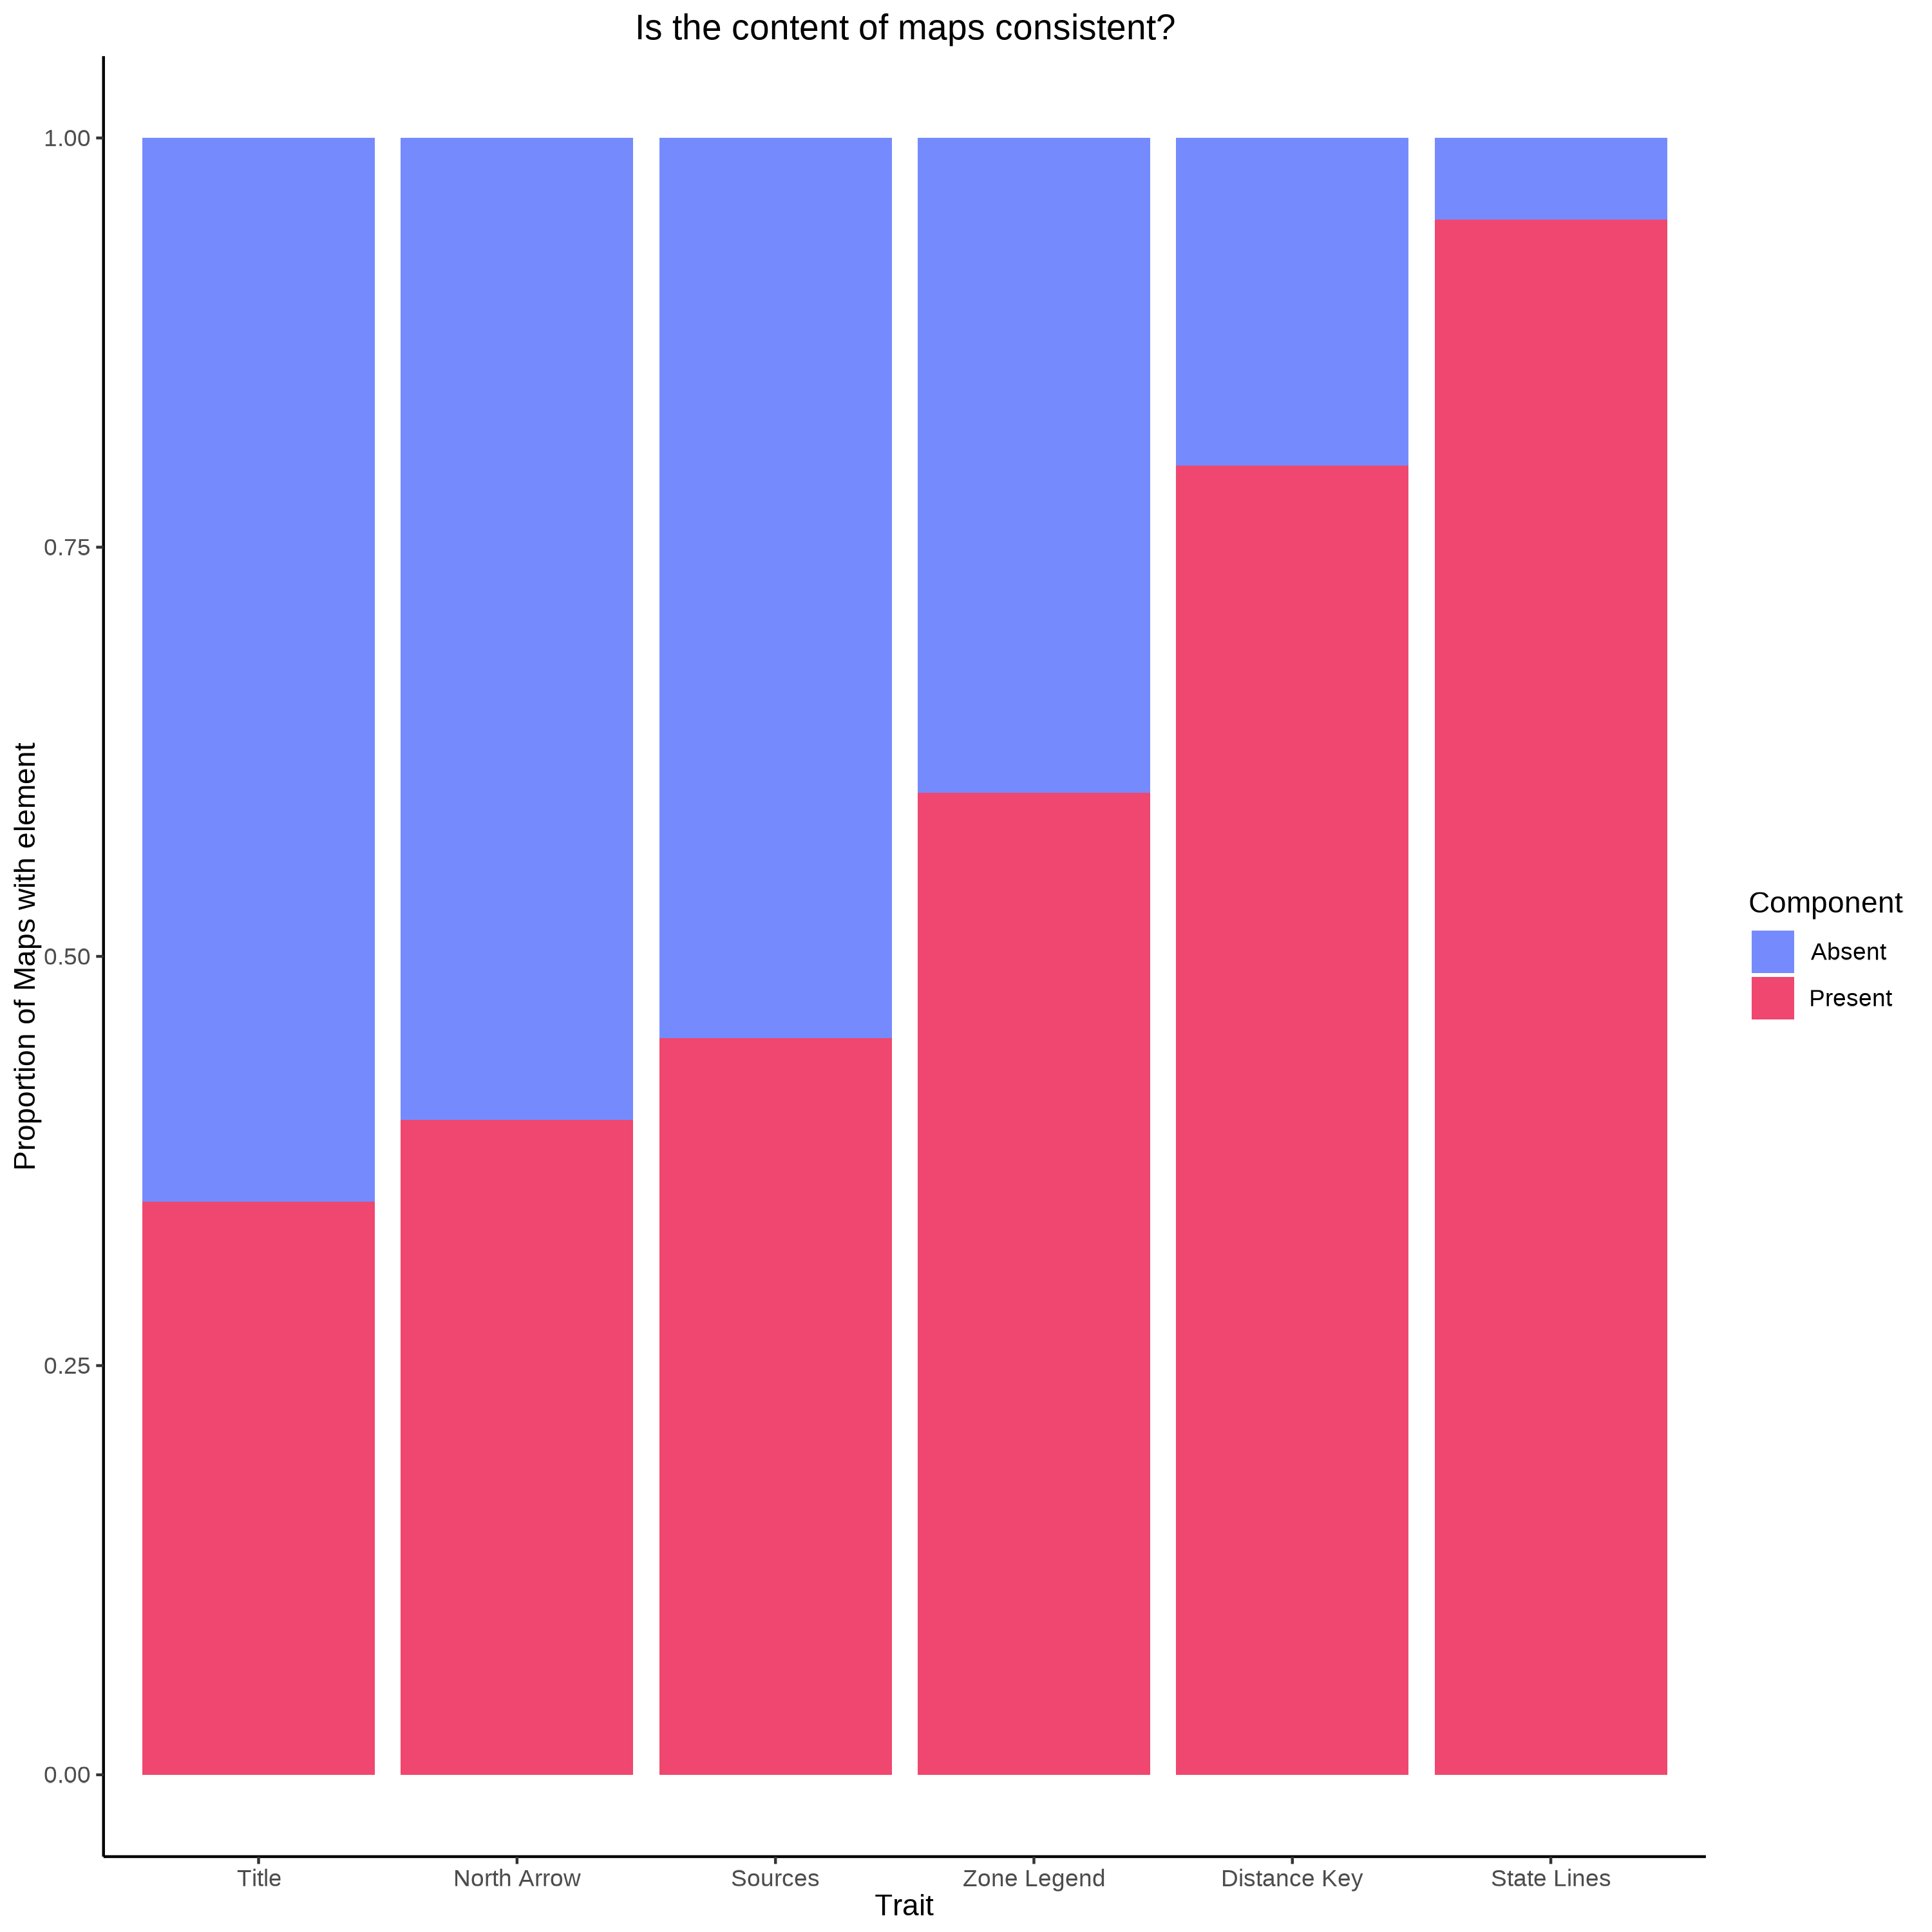 Is the content of maps consistent?
Proportion of Maps with element
1.00
0.75
0.50
0.25
0.00
Title
North Arrow
Sources
Zone Legend
Distance Key
State Lines
Trait
Component
Absent
Present